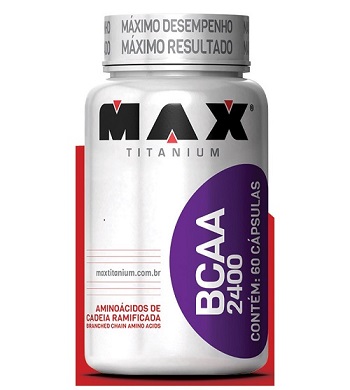 MÁXIMO DESEMPENHO
MÁXIMO RESULTADO
MAX®
TITANIUM
BCAA
2400
CONTÉM: 60 CÁPSULAS
maxtitanium.com.br
AMINOÁCIDOS DE
CADEIA RAMIFICADA
BRANCHED CHAIN AMINO ACIDS